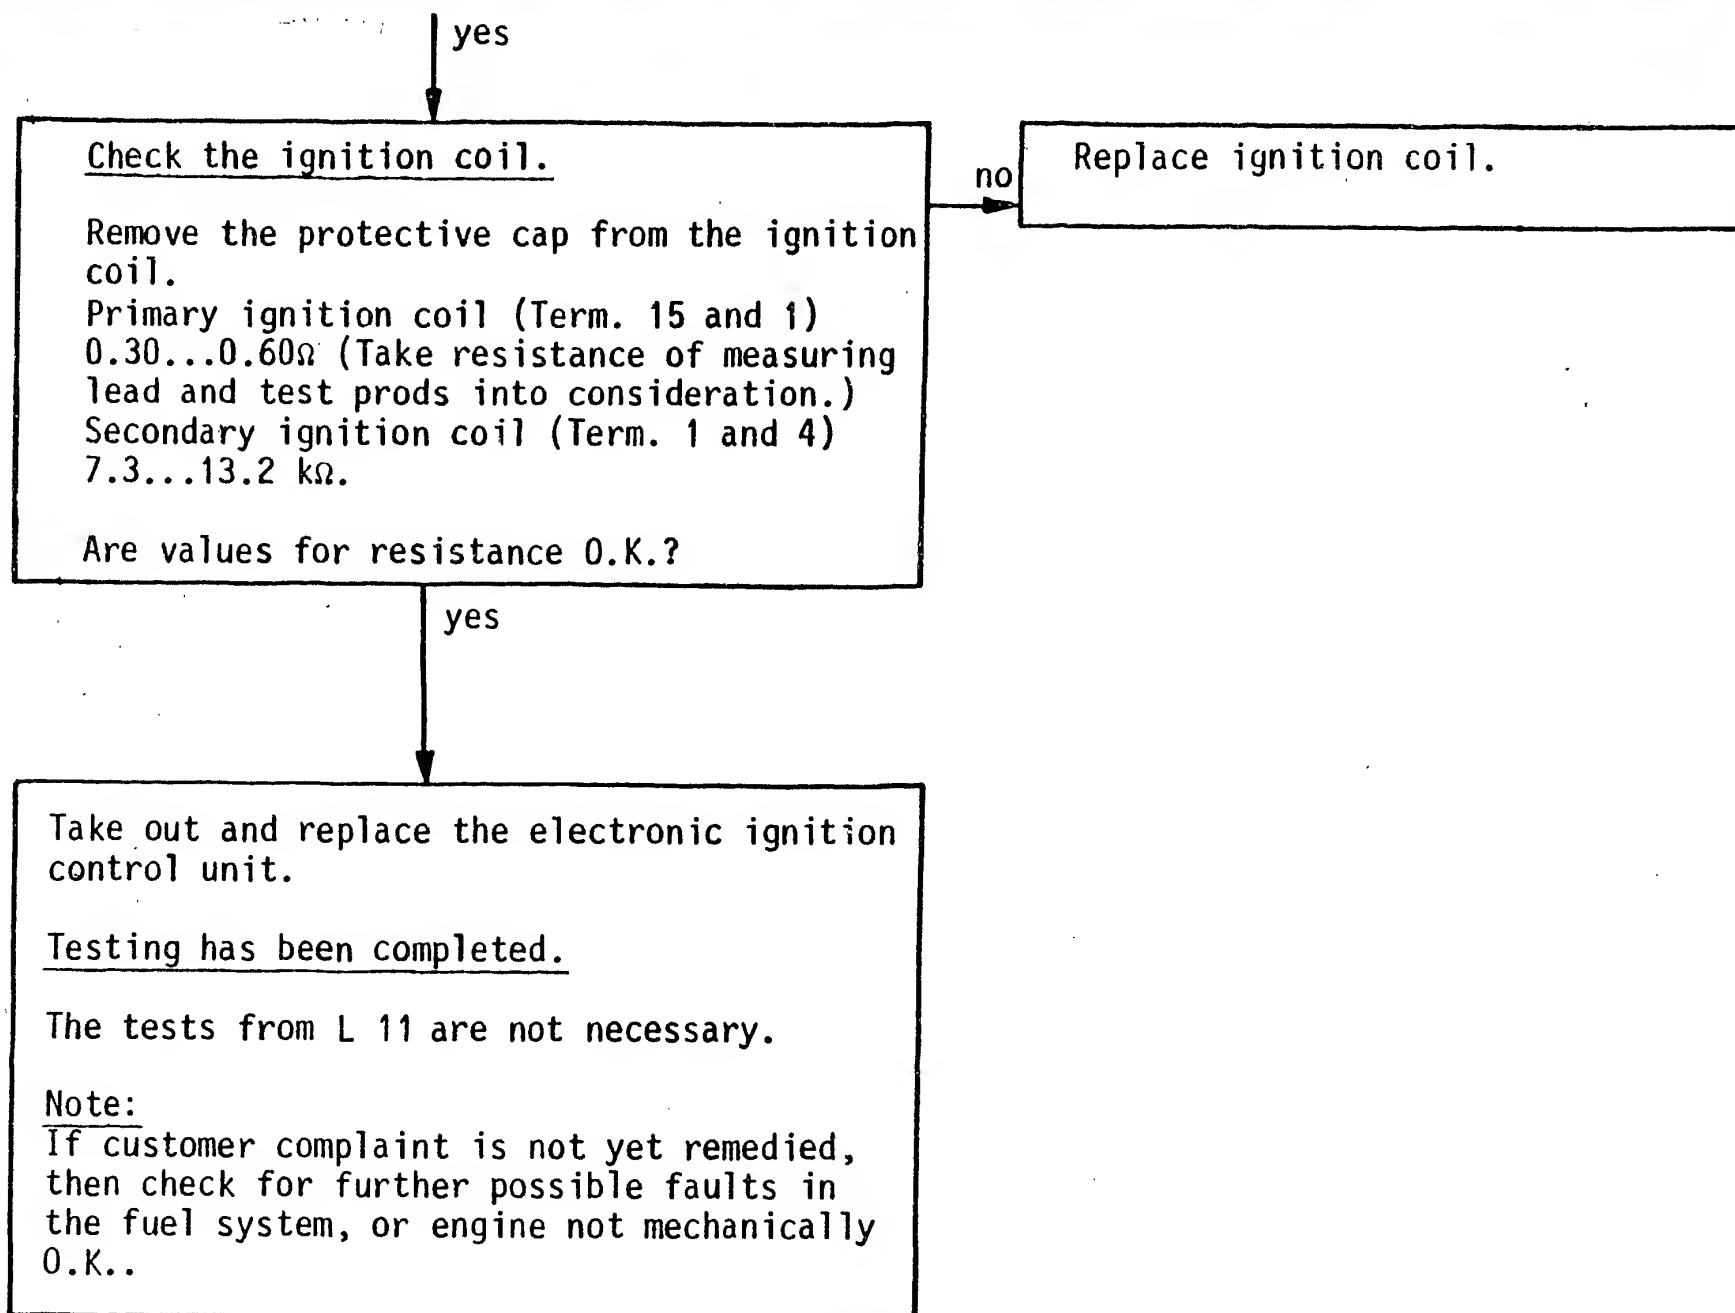 yes
Check the ignition coil.
no
Replace ignition coil.
Remove the protective cap from the ignition
coil.
Primary ignition coil (Term. 15 and 1)
0.30...0.60Ω (Take resistance of measuring
lead and test prods into consideration.)
Secondary ignition coil (Term. 1 and 4)
7.3...13.2 kΩ.
Are values for resistance O.K.?
yes
Take out and replace the electronic ignition
control unit.
Testing has been completed.
The tests from L 11 are not necessary.
Note:
If customer complaint is not yet remedied,
then check for further possible faults in
the fuel system, or engine not mechanically
O.K..